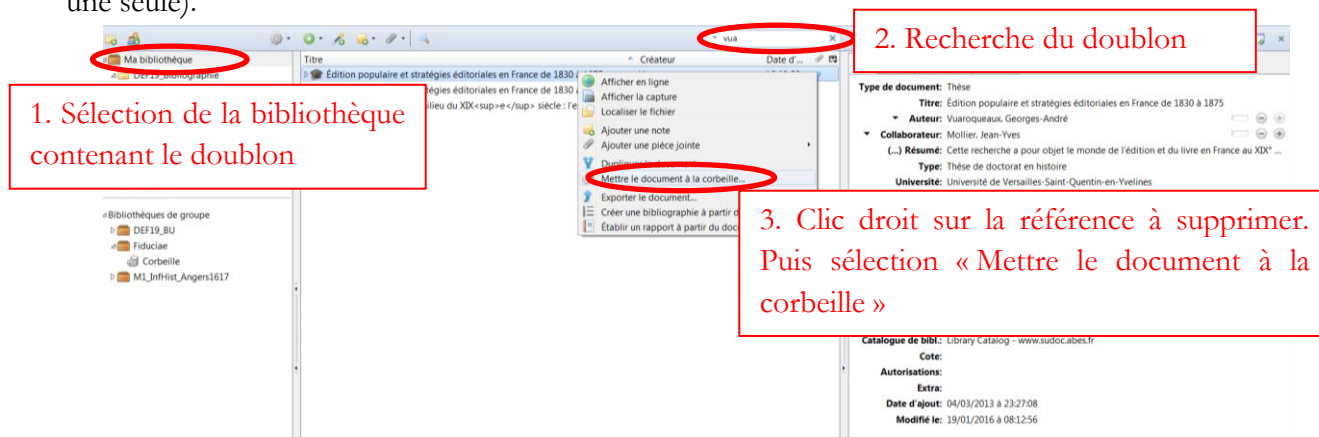 une seule).
vua
Ma bibliothèque
DEF19_Bibliographie
Bibliothèques de groupe
DEF19_BU
Fiduciae
Corbeille
M1_InfHist_Angers1617
1. Sélection de la bibliothèque
contenant le doublon
Titre Créateur Date d'...
Édition populaire et stratégies éditoriales en France de 1830
égies éditoriales en France de 1830
ilieu du XIX<sup>e</sup> siècle : l'e
Afficher en ligne
Afficher la capture
Localiser le fichier
Ajouter une note
Ajouter une pièce jointe
Dupliquer le document
Mettre le document à la corbeille...
Exporter le document...
Créer une bibliographie à partir d
Établir un rapport à partir du doc
2. Recherche du doublon
Type de document: Thèse
Titre: Édition populaire et stratégies éditoriales en France de 1830 à 1875
Auteur: Vuaroqueaux, Georges-André
Collaborateur: Mollier, Jean-Yves
(...) Résumé: Cette recherche a pour objet le monde de l'édition et du livre en France au XIX° ...
Type: Thèse de doctorat en histoire
Université: Université de Versailles-Saint-Quentin-en-Yvelines
3. Clic droit sur la référence à supprimer.
Puis sélection « Mettre le document à la
corbeille »
Catalogue de bibl.: Library Catalog - www.sudoc.abes.fr
Cote:
Autorisations:
Extra:
Date d'ajout: 04/03/2013 à 23:27:08
Modifié le: 19/01/2016 à 08:12:56